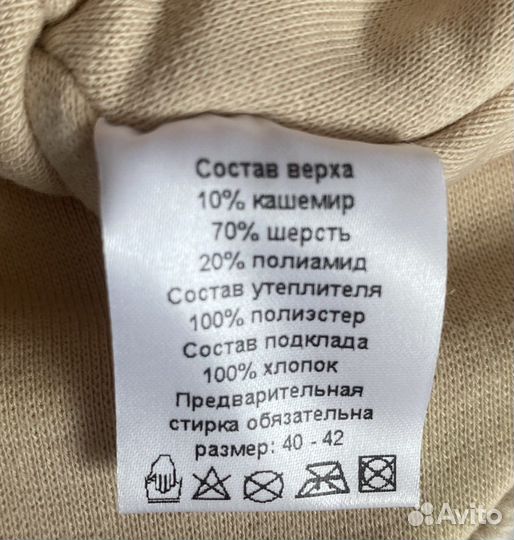 Состав верха
10% кашемир
70% шерсть
20% полиамид
Состав утеплителя
100% полиэстер
Состав подклада
100% хлопок
Предварительная
стирка обязательна
размер: 40 - 42
Avito